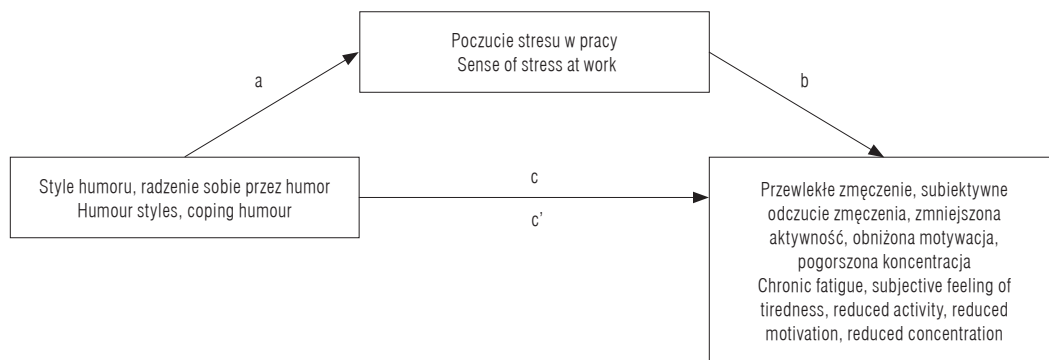 Poczucie stresu w pracy
Sense of stress at work
a
b
Style humoru, radzenie sobie przez humor
Humour styles, coping humour
c
c’
Przewlekłe zmęczenie, subiektywne
odczucie zmęczenia, zmniejszona
aktywność, obniżona motywacja,
pogorszona koncentracja
Chronic fatigue, subjective feeling of
tiredness, reduced activity, reduced
motivation, reduced concentration